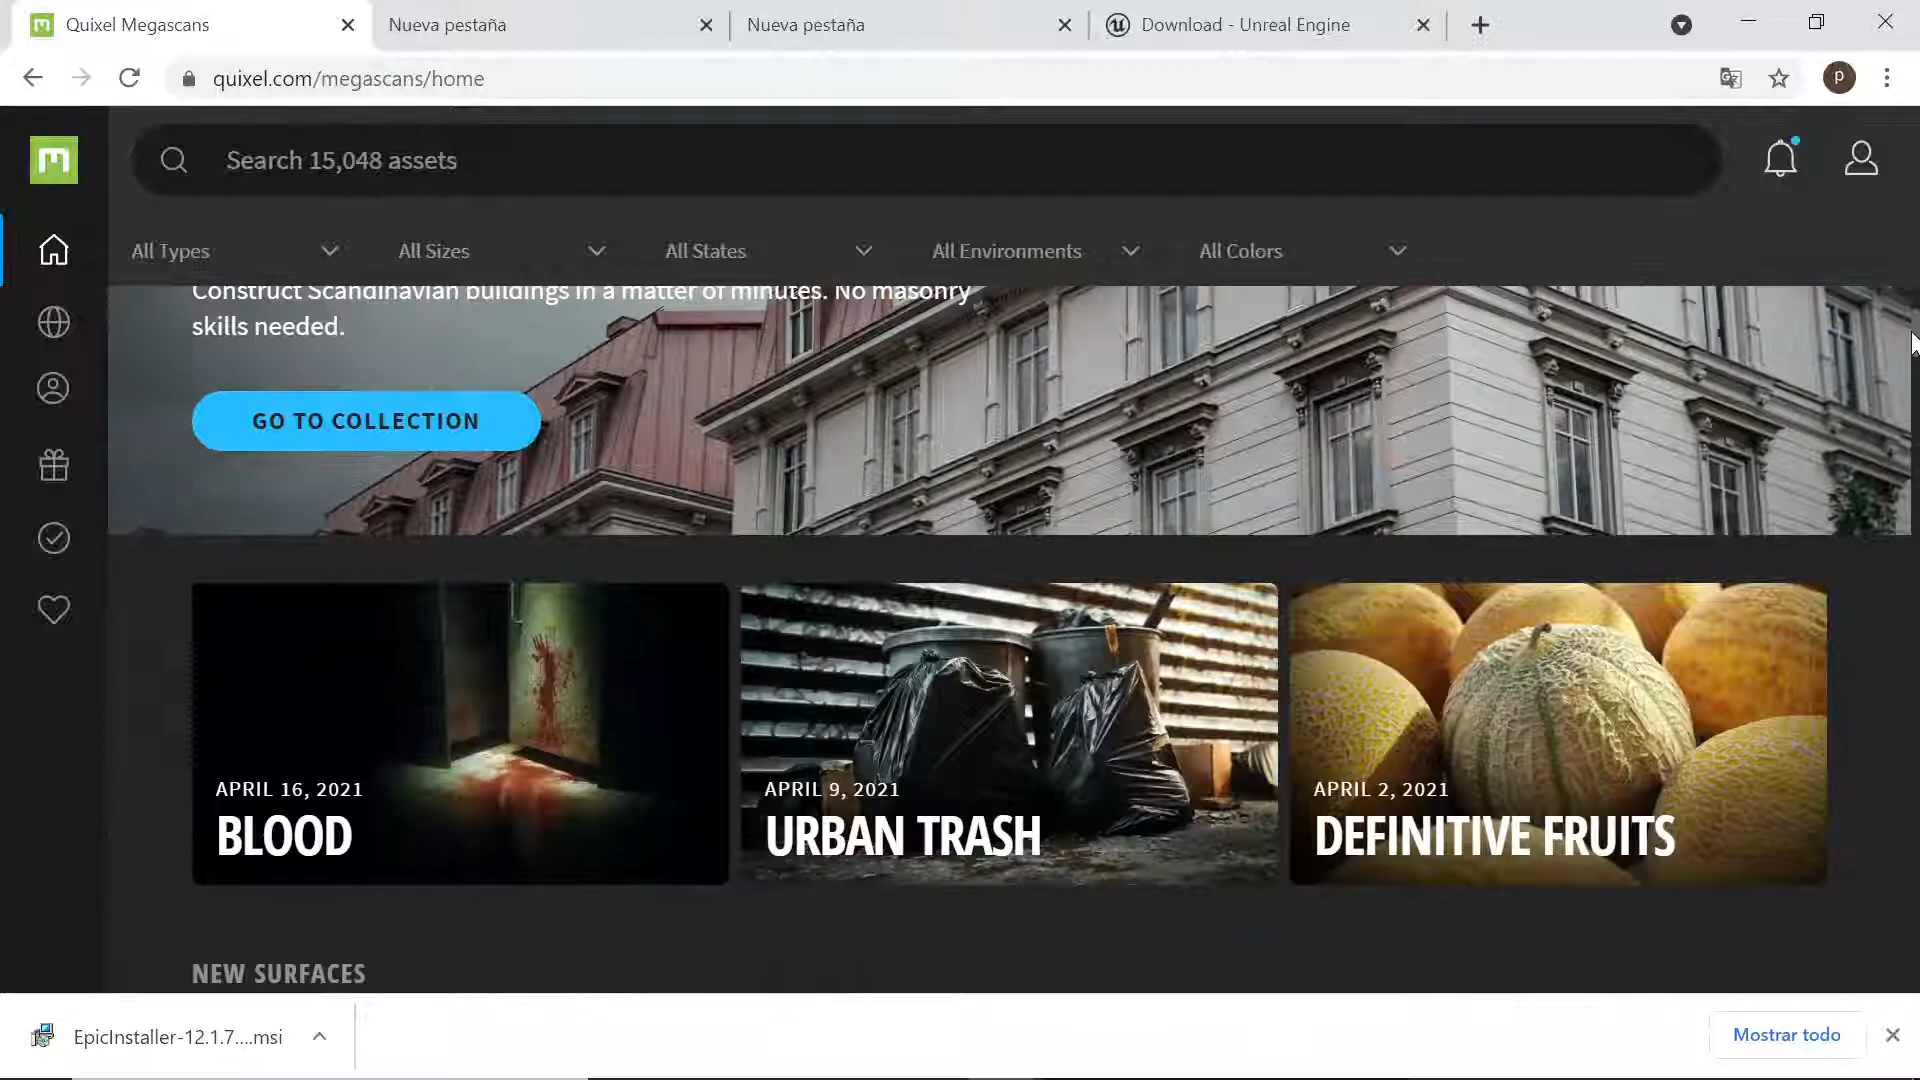 Quixel Megascans
Nueva pestaña
Nueva pestaña
Download - Unreal Engine
quixel.com/megascans/home
P
Search 15,048 assets
All Types
All Sizes
All States
All Environments
All Colors
Construct Scandinavian buildings in a matter of minutes. No masonry
skills needed.
GO TO COLLECTION
APRIL 16, 2021
BLOOD
APRIL 9, 2021
URBAN TRASH
APRIL 2, 2021
DEFINITIVE FRUITS
NEW SURFACES
EpicInstaller-12.1.7....msi
Mostrar todo